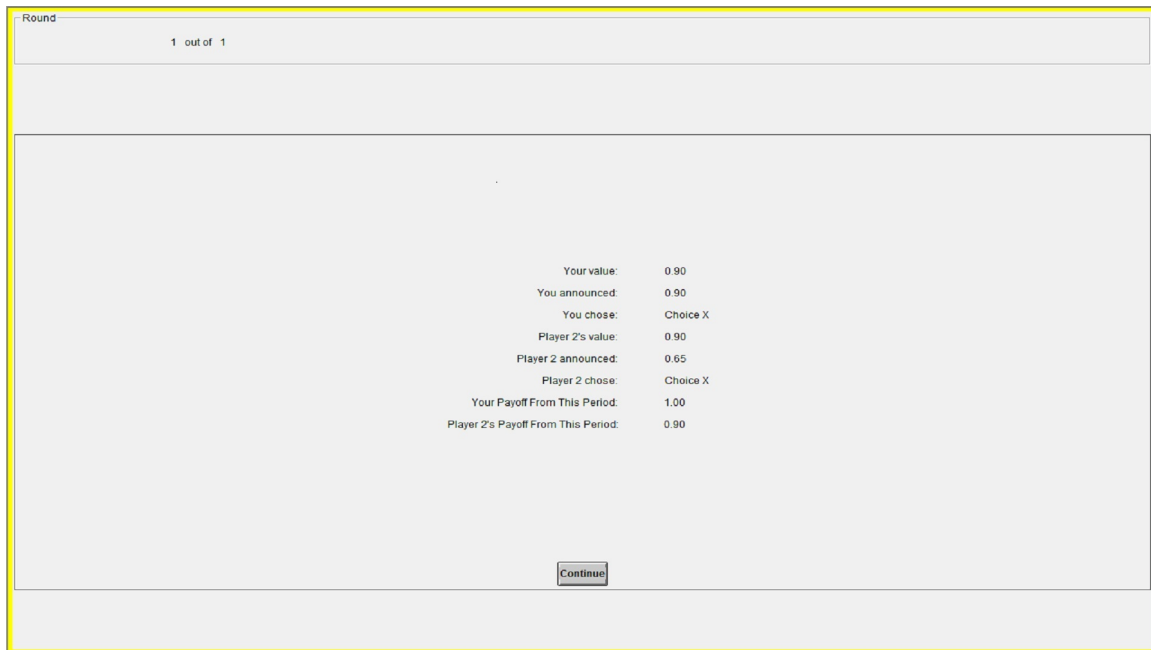 Round
1 out of 1
Your value: 0.90
You announced: 0.90
You chose: Choice X
Player 2's value: 0.90
Player 2 announced: 0.65
Player 2 chose: Choice X
Your Payoff From This Period: 1.00
Player 2's Payoff From This Period: 0.90
Continue